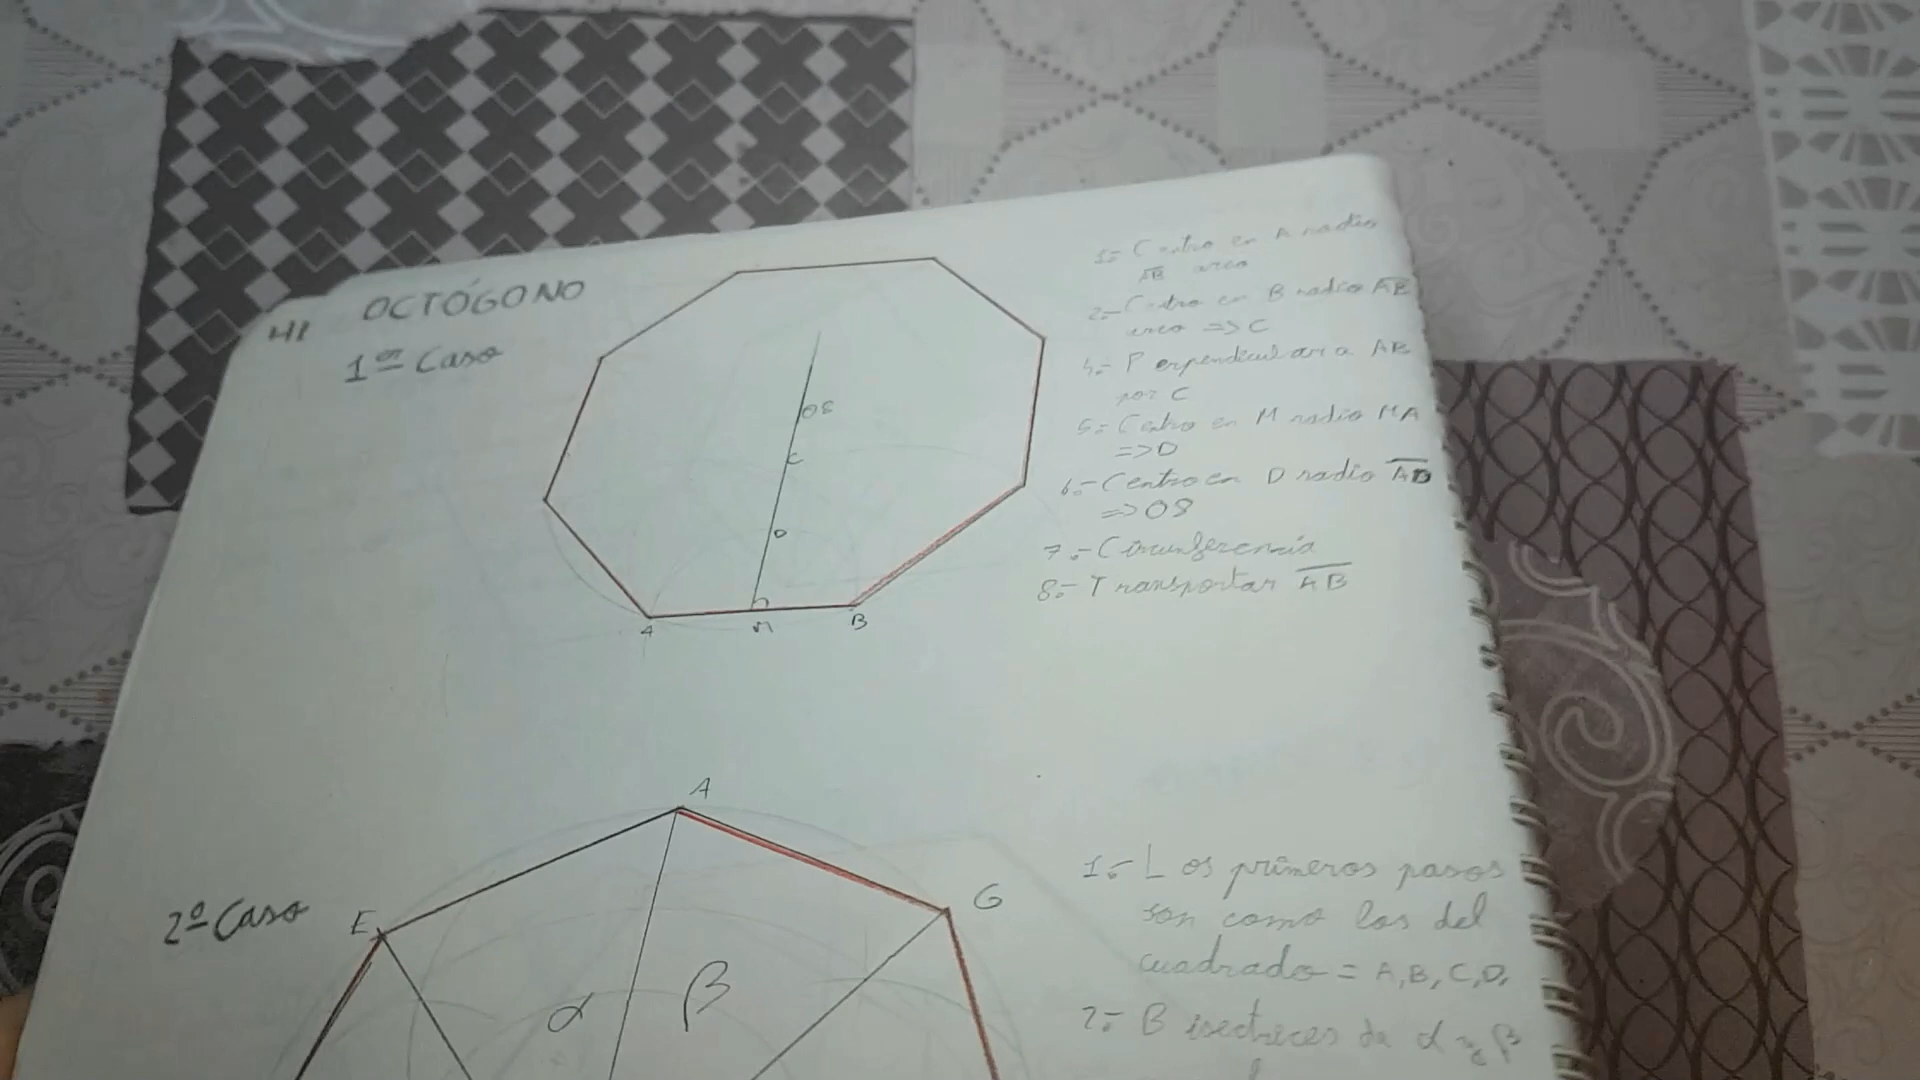 41 OCTÓGONO
1er Caso
1.- Centro en A radio
AB arco
2.- Centro en B radio AB
arco => C
4.- Perpendicular a AB
por C
5.- Centro en M radio MA
=> D
6.- Centro en D radio AD
=> O8
7.- Circunferencia
8.- Transportar AB
O8
C
D
A M B
2º Caso
A
E
G
α β
1.- Los primeros pasos
son como los del
cuadrado = A, B, C, D,
2.- Bisectrices de α y β